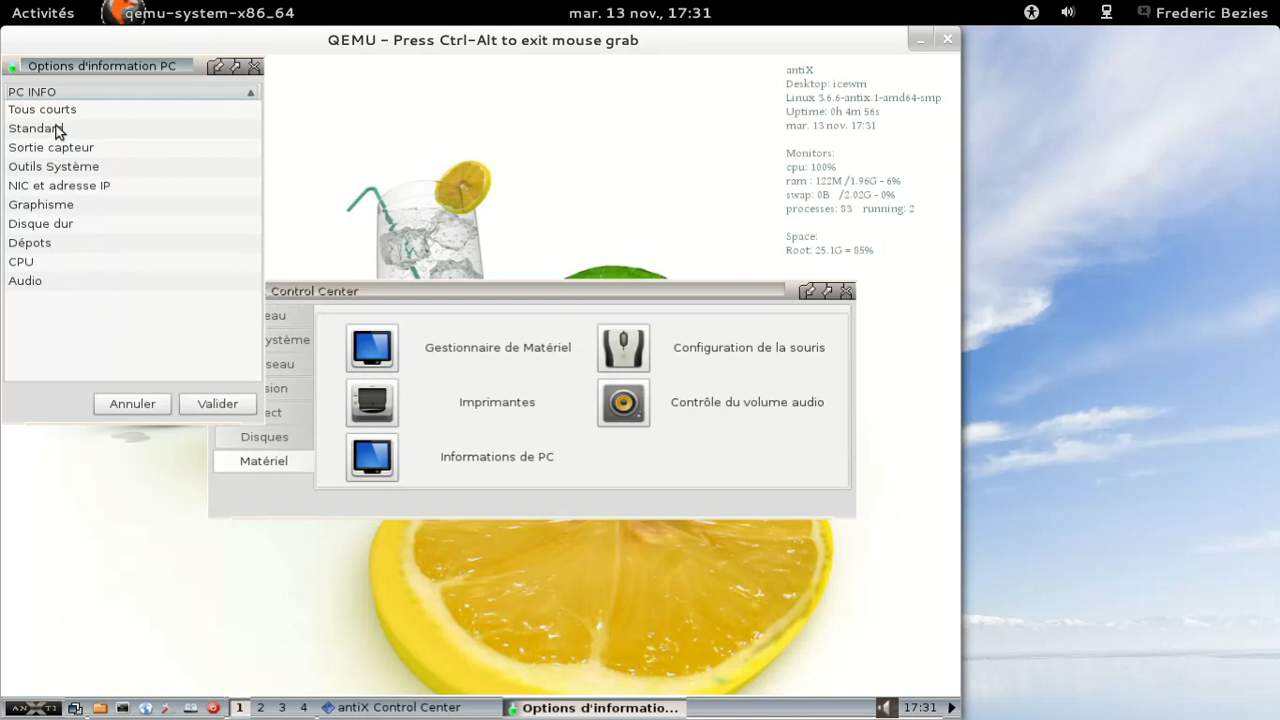 Activités
qemu-system-x86_64
mar. 13 nov., 17:31
Frederic Bezies
QEMU - Press Ctrl-Alt to exit mouse grab
Options d'information PC
PC INFO
Tous courts
Standard
Sortie capteur
Outils Système
NIC et adresse IP
Graphisme
Disque dur
Dépots
CPU
Audio
Annuler
Valider
antiX
Desktop: icewm
Linux 3.6.6-antix.1-amd64-smp
Uptime: 0h 4m 56s
mar. 13 nov. 17:31
Monitors:
cpu: 100%
ram : 122M /1.96G - 6%
swap: 0B /2.02G - 0%
processes: 83 running: 2
Space:
Root: 25.1G = 85%
Control Center
eau
ystème
seau
sion
ect
Disques
Matériel
Gestionnaire de Matériel
Configuration de la souris
Imprimantes
Contrôle du volume audio
Informations de PC
1 2 3 4
antiX Control Center
Options d'informatio...
17:31